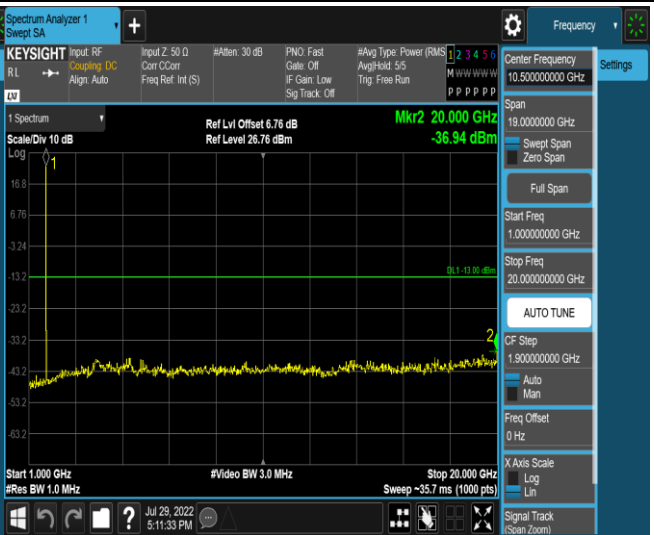 Spectrum Analyzer 1
Swept SA
Frequency
KEYSIGHT
Input: RF
Input Z: 50 Ω
#Atten: 30 dB
PNO: Fast
#Avg Type: Power (RMS
1 2 3 4 5 6
R L
Coupling: DC
Corr CCorr
Gate: Off
Avg|Hold: 5/5
M W W W W W
Align: Auto
Freq Ref: Int (S)
IF Gain: Low
Trig: Free Run
Sig Track: Off
P P P P P P
LXI
1 Spectrum
Ref Lvl Offset 6.76 dB
Mkr2 20.000 GHz
Scale/Div 10 dB
Ref Level 26.76 dBm
-36.94 dBm
Log
1
16.8
6.76
-3.24
-13.2
DL1 -13.00 dBm
-23.2
-33.2
2
-43.2
-53.2
-63.2
Start 1.000 GHz
#Video BW 3.0 MHz
Stop 20.000 GHz
#Res BW 1.0 MHz
Sweep ~35.7 ms (1000 pts)
?
Jul 29, 2022
5:11:33 PM
Center Frequency
10.500000000 GHz
Settings
Span
19.0000000 GHz
Swept Span
Zero Span
Full Span
Start Freq
1.000000000 GHz
Stop Freq
20.000000000 GHz
AUTO TUNE
CF Step
1.900000000 GHz
Auto
Man
Freq Offset
0 Hz
X Axis Scale
Log
Lin
Signal Track
(Span Zoom)